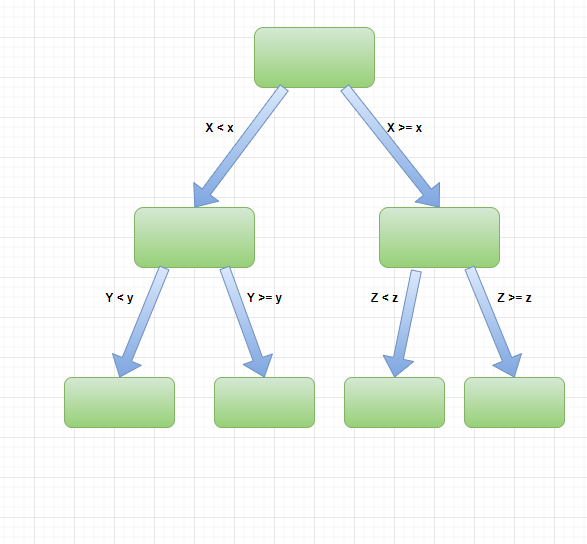 X < x
X >= x
Y < y
Y >= y
Z < z
Z >= z